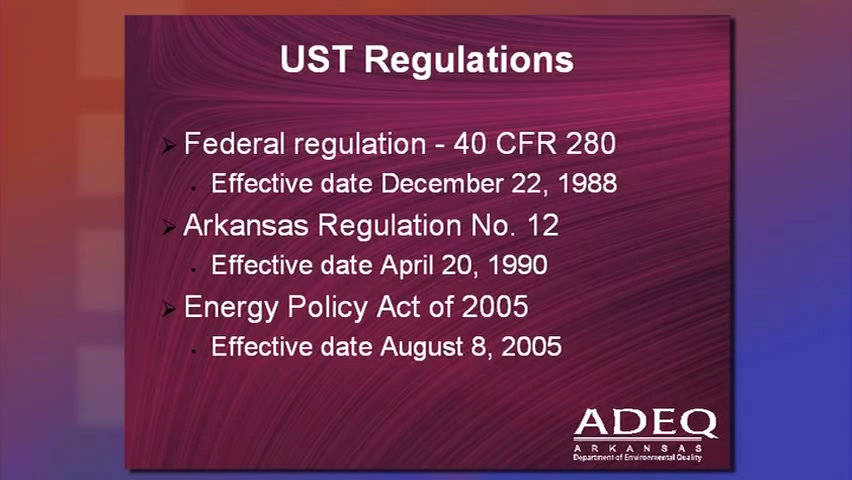 UST Regulations
Federal regulation - 40 CFR 280
Effective date December 22, 1988
Arkansas Regulation No. 12
Effective date April 20, 1990
Energy Policy Act of 2005
Effective date August 8, 2005
ADEQ
ARKANSAS
Department of Environmental Quality